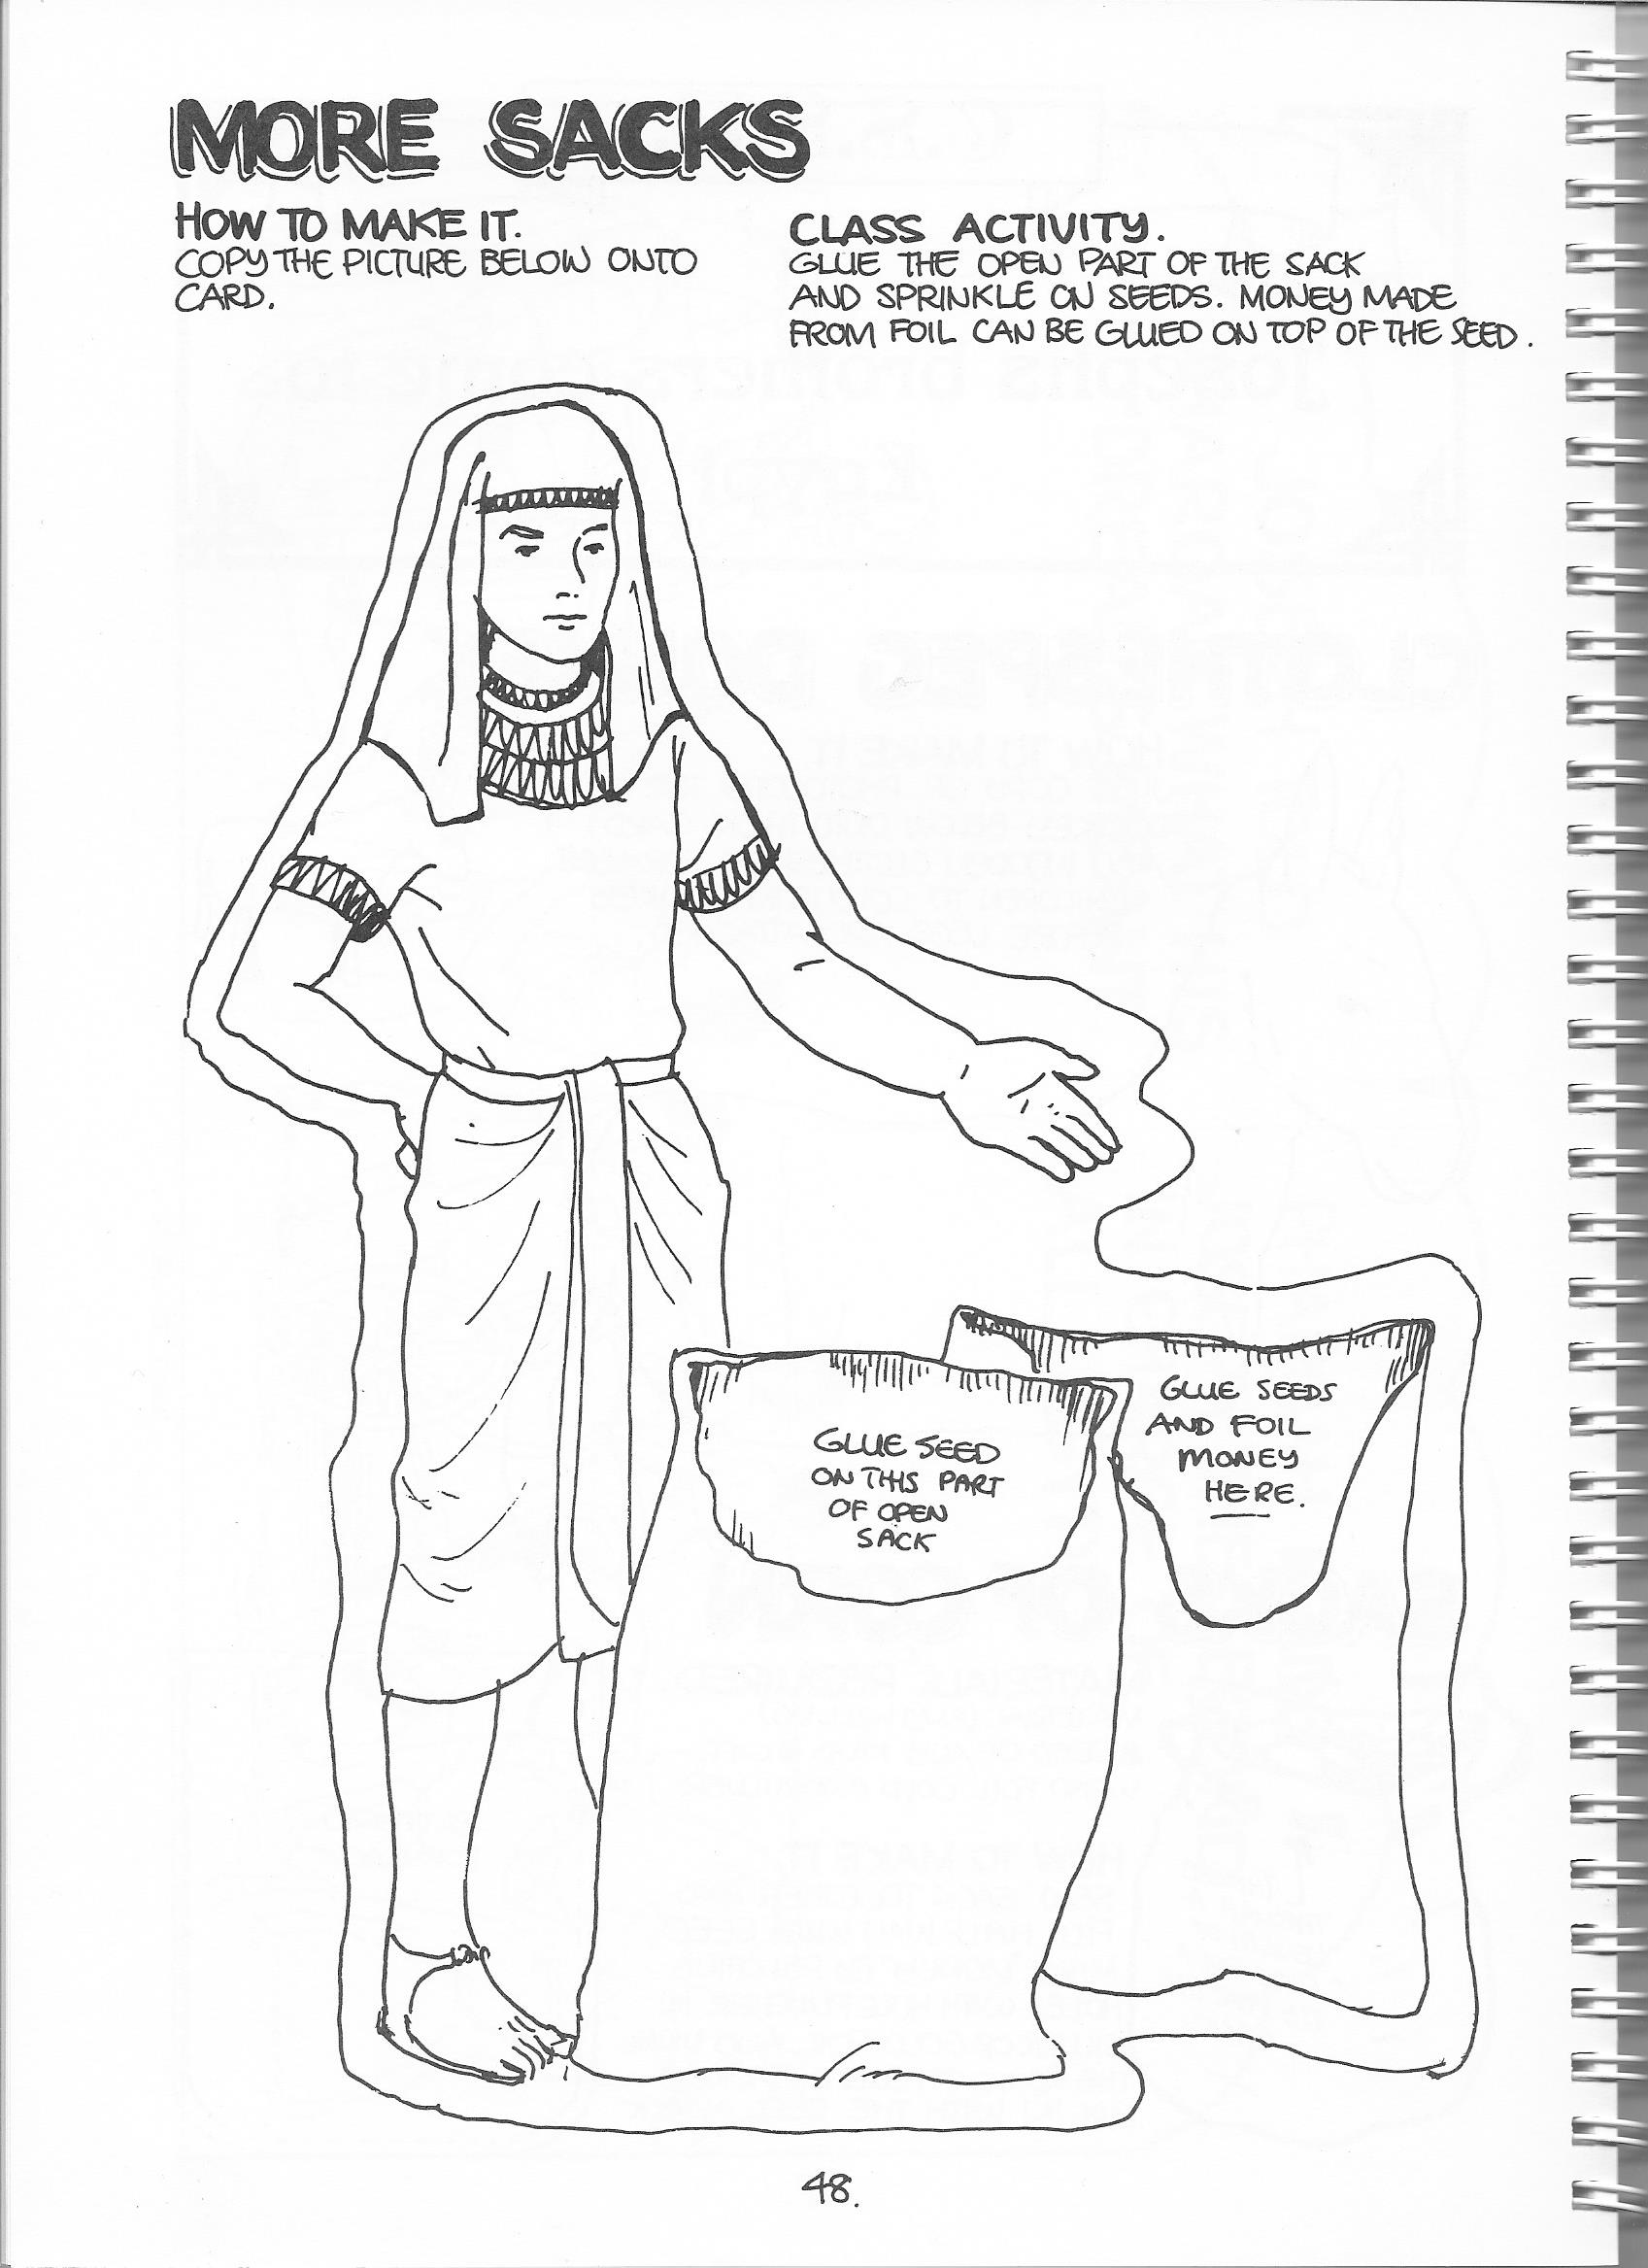 MORE SACKS
HOW TO MAKE IT.
COPY THE PICTURE BELOW ONTO
CARD.
CLASS ACTIVITY.
GLUE THE OPEN PART OF THE SACK
AND SPRINKLE ON SEEDS. MONEY MADE
FROM FOIL CAN BE GLUED ON TOP OF THE SEED.
GLUE SEED
ON THIS PART
OF OPEN
SACK
GLUE SEEDS
AND FOIL
MONEY
HERE.
48.